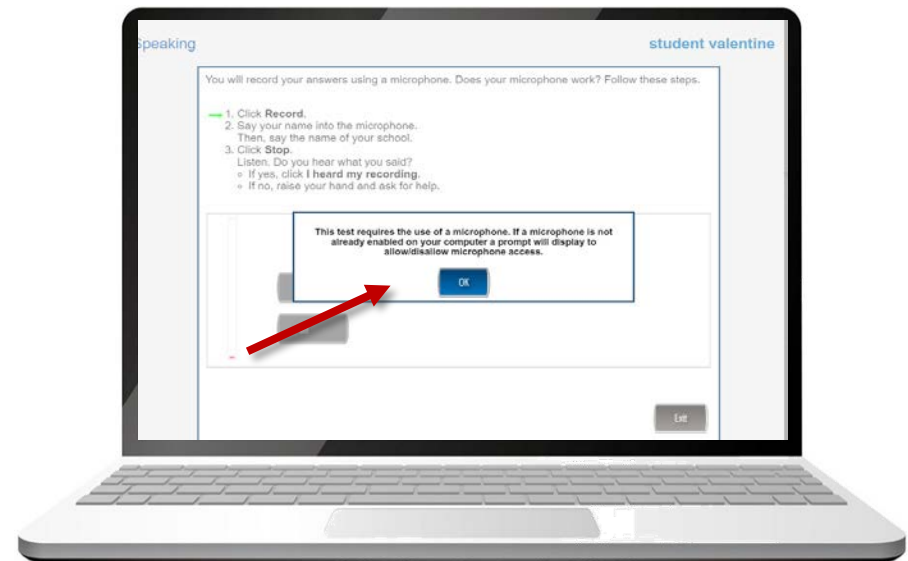 Speaking
student valentine
You will record your answers using a microphone. Does your microphone work? Follow these steps.
1. Click Record.
2. Say your name into the microphone.
Then, say the name of your school.
3. Click Stop.
Listen. Do you hear what you said?
∘ If yes, click I heard my recording.
∘ If no, raise your hand and ask for help.
This test requires the use of a microphone. If a microphone is not
already enabled on your computer a prompt will display to
allow/disallow microphone access.
OK
Exit